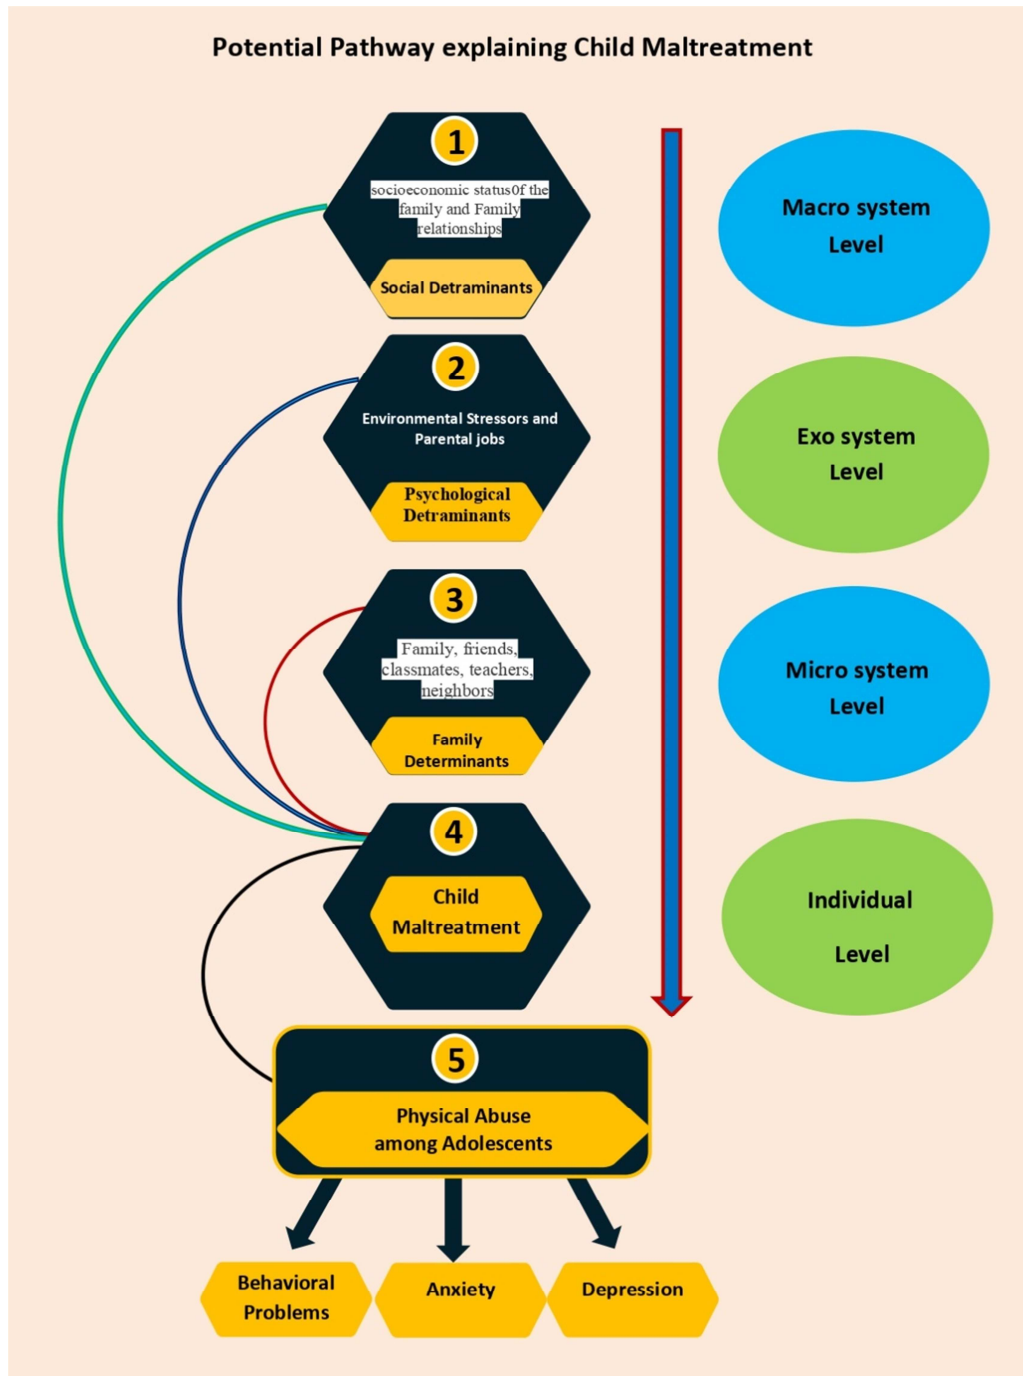 Potential Pathway explaining Child Maltreatment
1
socioeconomic status0f the
family and Family
relationships
Social Detraminants
Macro system
Level
2
Environmental Stressors and
Parental jobs
Psychological
Detraminants
Exo system
Level
3
Family, friends,
classmates, teachers,
neighbors
Family
Determinants
Micro system
Level
4
Child
Maltreatment
Individual
Level
5
Physical Abuse
among Adolescents
Behavioral
Problems
Anxiety
Depression